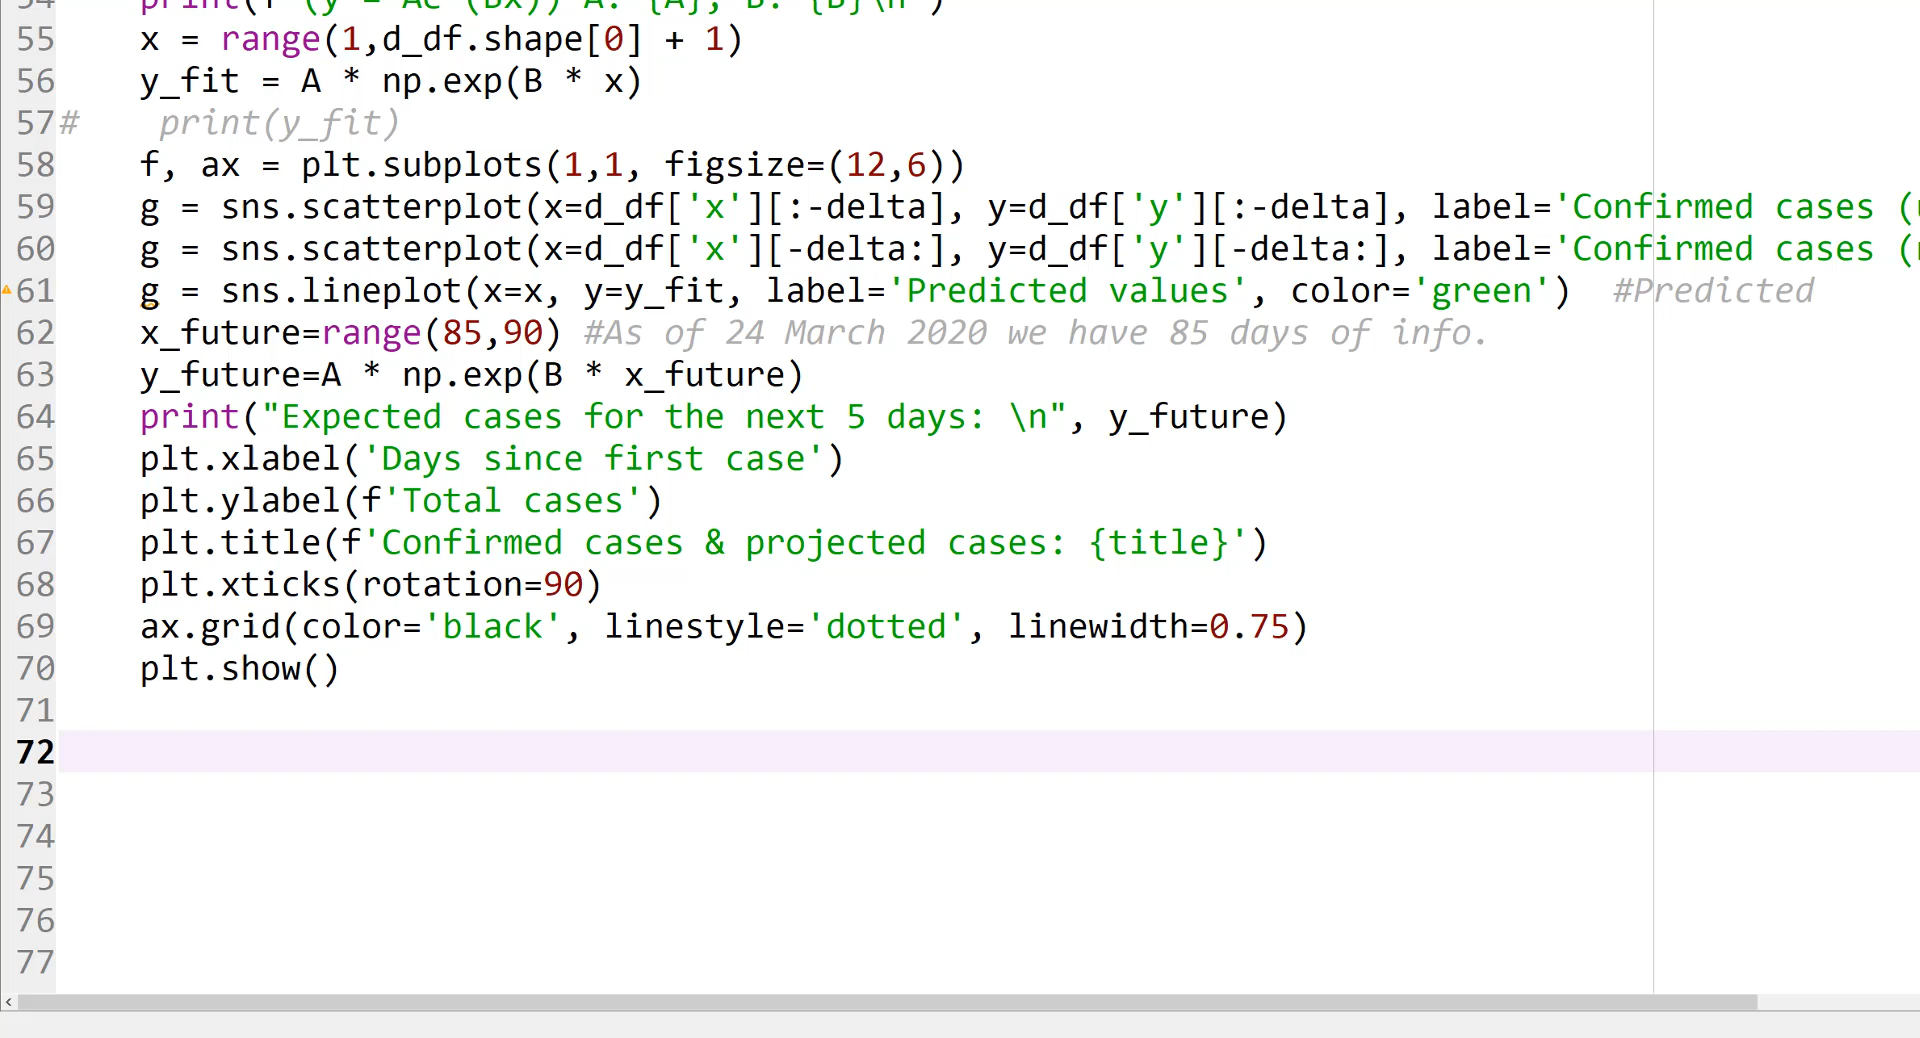 55 x = range(1,d_df.shape[0] + 1)
56 y_fit = A * np.exp(B * x)
57 # print(y_fit)
58 f, ax = plt.subplots(1,1, figsize=(12,6))
59 g = sns.scatterplot(x=d_df['x'][:-delta], y=d_df['y'][:-delta], label='Confirmed cases (
60 g = sns.scatterplot(x=d_df['x'][-delta:], y=d_df['y'][-delta:], label='Confirmed cases (
61 g = sns.lineplot(x=x, y=y_fit, label='Predicted values', color='green') #Predicted
62 x_future=range(85,90) #As of 24 March 2020 we have 85 days of info.
63 y_future=A * np.exp(B * x_future)
64 print("Expected cases for the next 5 days: \n", y_future)
65 plt.xlabel('Days since first case')
66 plt.ylabel(f'Total cases')
67 plt.title(f'Confirmed cases & projected cases: {title}')
68 plt.xticks(rotation=90)
69 ax.grid(color='black', linestyle='dotted', linewidth=0.75)
70 plt.show()
71
72
73
74
75
76
77